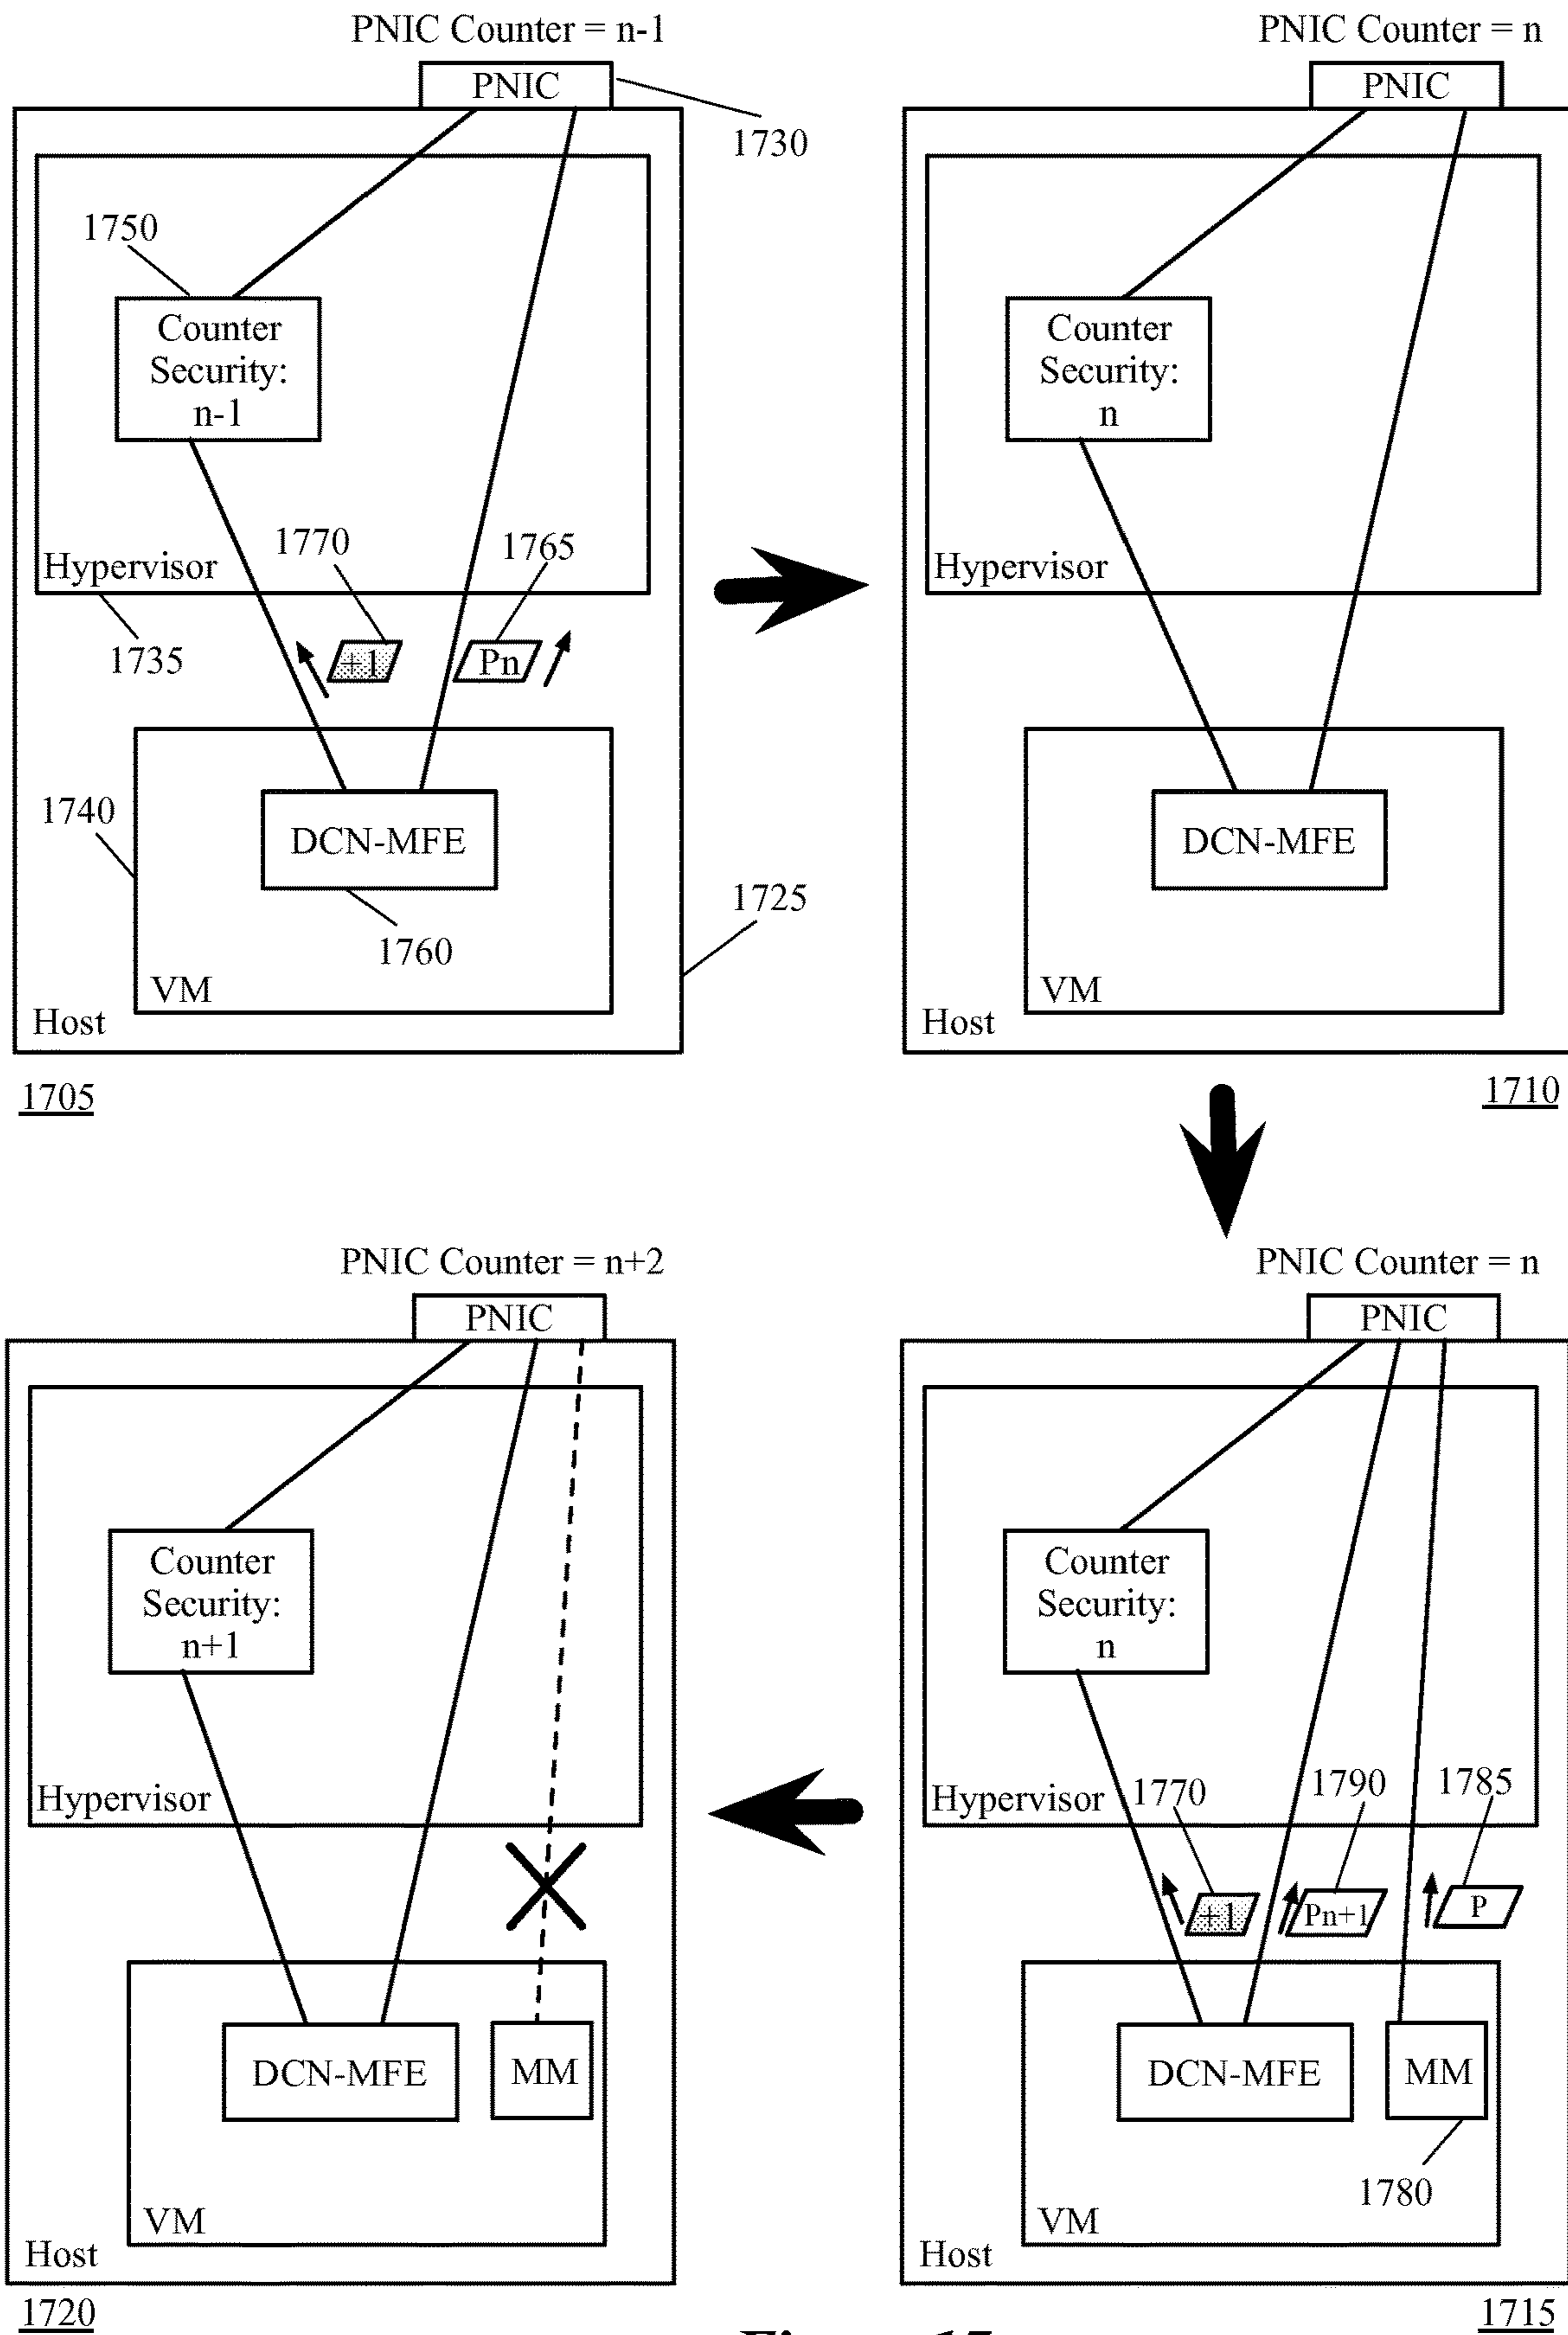 PNIC Counter = n-1
PNIC
1730
1750
Counter
Security:
n-1
1770
1765
Hypervisor
1735
+1
Pn
1740
DCN-MFE
1725
1760
VM
Host
1705
PNIC Counter = n
PNIC
Counter
Security:
n
Hypervisor
DCN-MFE
VM
Host
1710
PNIC Counter = n
PNIC
Counter
Security:
n
Hypervisor
1770
1790
1785
+1
Pn+1
P
DCN-MFE
MM
1780
VM
Host
1715
PNIC Counter = n+2
PNIC
Counter
Security:
n+1
Hypervisor
DCN-MFE
MM
VM
Host
1720